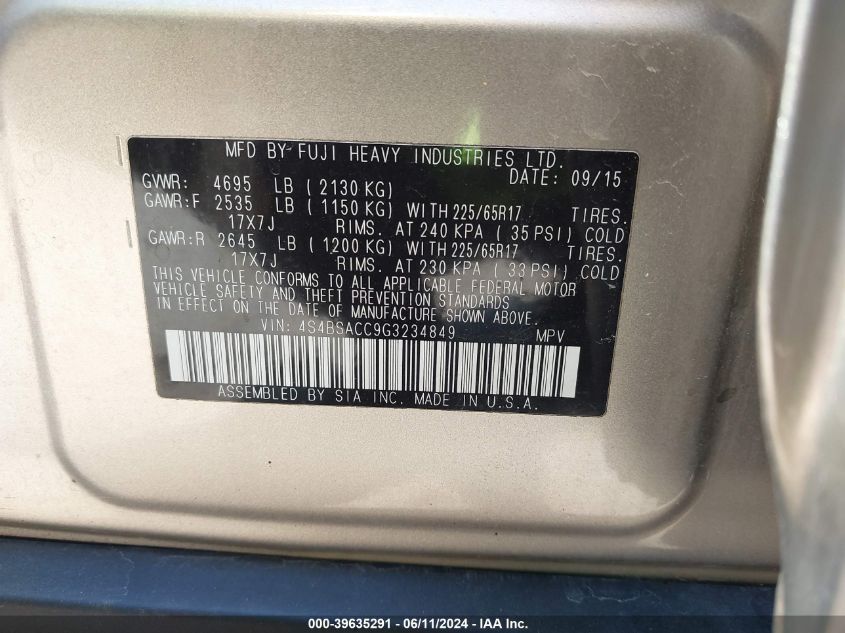 MFD BY FUJI HEAVY INDUSTRIES LTD.
DATE: 09/15
GVWR: 4695 LB ( 2130 KG)
GAWR:F 2535 LB ( 1150 KG) WITH 225/65R17 TIRES.
17X7J RIMS. AT 240 KPA ( 35 PSI) COLD
GAWR:R 2645 LB ( 1200 KG) WITH 225/65R17 TIRES.
17X7J RIMS. AT 230 KPA ( 33 PSI) COLD
THIS VEHICLE CONFORMS TO ALL APPLICABLE FEDERAL MOTOR
VEHICLE SAFETY AND THEFT PREVENTION STANDARDS
IN EFFECT ON THE DATE OF MANUFACTURE SHOWN ABOVE.
VIN: 4S4BSACC9G3234849 MPV
ASSEMBLED BY SIA INC. MADE IN U.S.A.
000-39635291 - 06/11/2024 - IAA Inc.